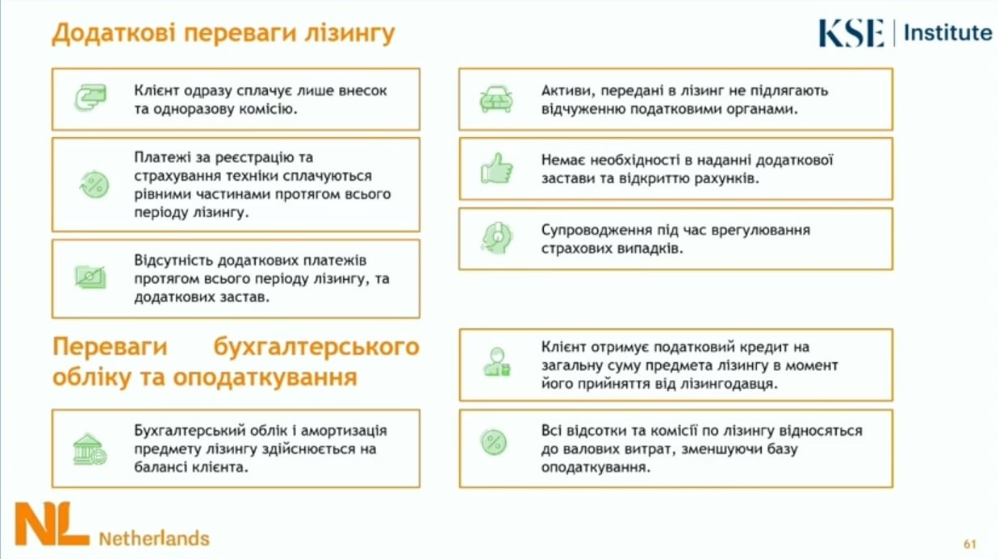 Додаткові переваги лізингу
KSE Institute
Клієнт одразу сплачує лише внесок
та одноразову комісію.
Платежі за реєстрацію та
страхування техніки сплачуються
рівними частинами протягом всього
періоду лізингу.
Відсутність додаткових платежів
протягом всього періоду лізингу, та
додаткових застав.
Активи, передані в лізинг не підлягають
відчуженню податковими органами.
Немає необхідності в наданні додаткової
застави та відкриттю рахунків.
Супроводження під час врегулювання
страхових випадків.
Переваги бухгалтерського
обліку та оподаткування
Бухгалтерський облік і амортизація
предмету лізингу здійснюється на
балансі клієнта.
Клієнт отримує податковий кредит на
загальну суму предмета лізингу в момент
його прийняття від лізингодавця.
Всі відсотки та комісії по лізингу відносяться
до валових витрат, зменшуючи базу
оподаткування.
NL Netherlands
61